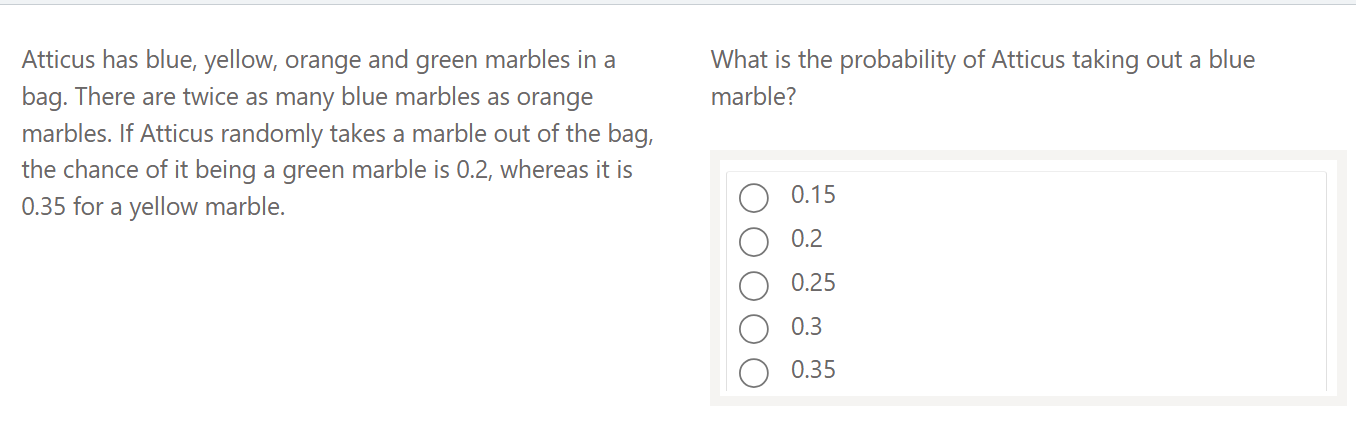 Atticus has blue, yellow, orange and green marbles in a
bag. There are twice as many blue marbles as orange
marbles. If Atticus randomly takes a marble out of the bag,
the chance of it being a green marble is 0.2, whereas it is
0.35 for a yellow marble.
What is the probability of Atticus taking out a blue
marble?
0.15
0.2
0.25
0.3
0.35